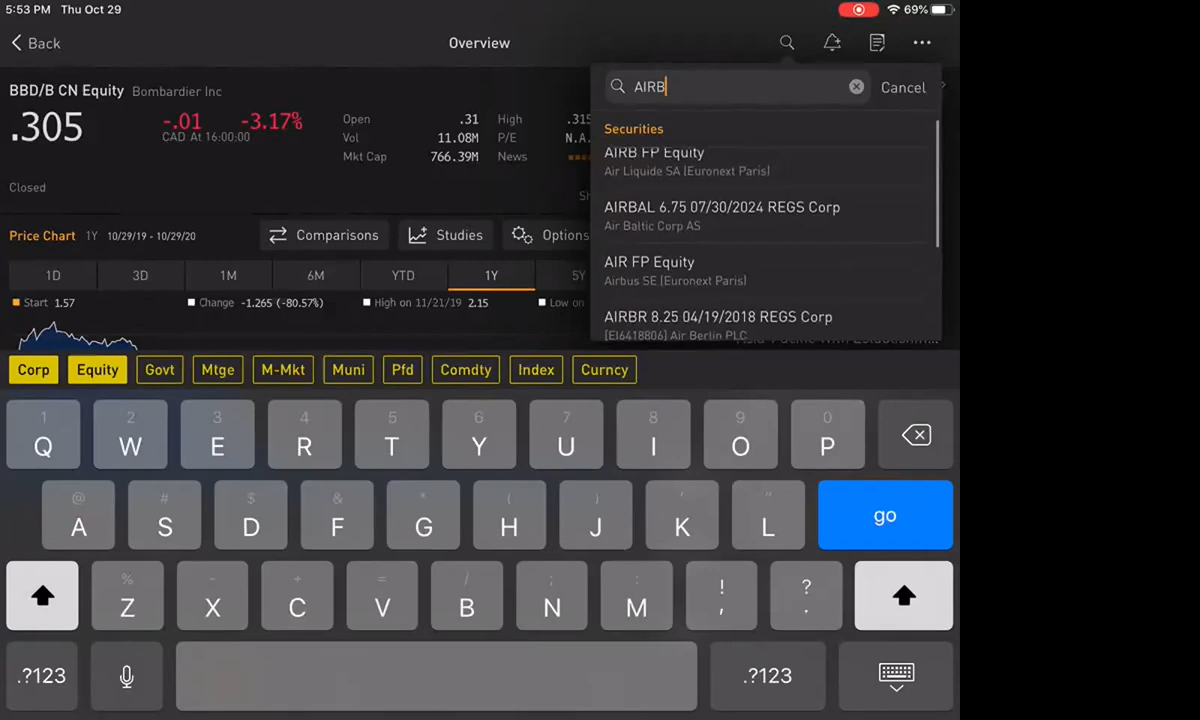 5:53 PM Thu Oct 29
69%
Back
Overview
BBD/B CN Equity Bombardier Inc
.305 -.01 -3.17%
CAD At 16:00:00
Open .31 High .315
Vol 11.08M P/E N.A.
Mkt Cap 766.39M News
Closed
AIRB
Cancel
Securities
AIRB FP Equity
Air Liquide SA (Euronext Paris)
AIRBAL 6.75 07/30/2024 REGS Corp
Air Baltic Corp AS
AIR FP Equity
Airbus SE (Euronext Paris)
AIRBR 8.25 04/19/2018 REGS Corp
[EI6418806] Air Berlin PLC
Price Chart 1Y 10/29/19 - 10/29/20
Comparisons Studies Options
1D 3D 1M 6M YTD 1Y 5Y
Start 1.57 Change -1.265 (-80.57%) High on 11/21/19 2.15 Low on
Corp Equity Govt Mtge M-Mkt Muni Pfd Comdty Index Curncy
1 2 3 4 5 6 7 8 9 0
Q W E R T Y U I O P
@ # $ & * ( ) ' "
A S D F G H J K L go
% - + = / ; : ! ?
Z X C V B N M , .
.?123 .?123